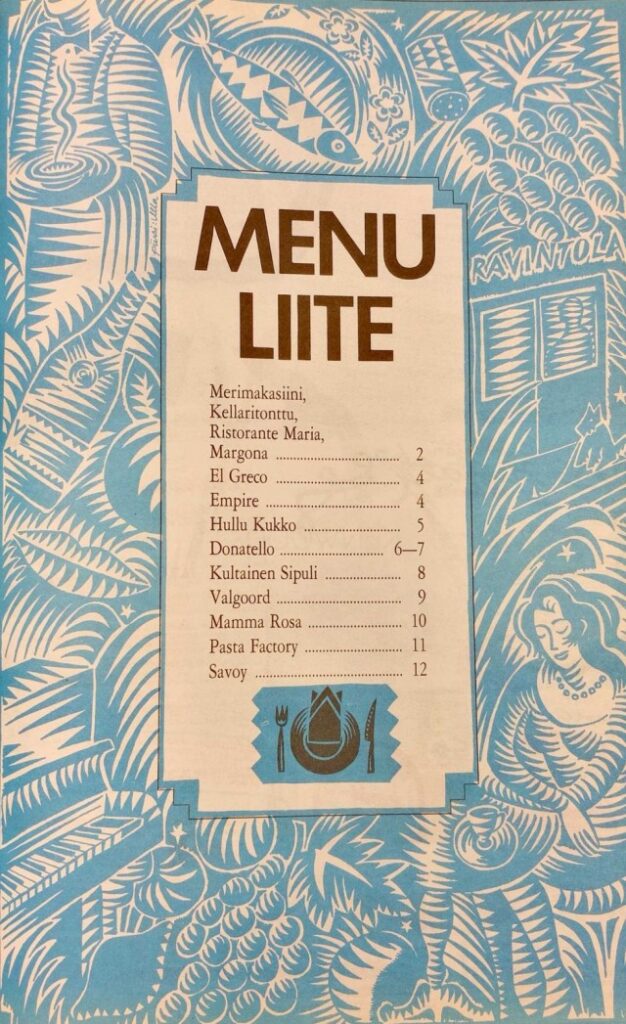 MENU
LIITE
RAVINTOLA
Merimakasiini,
Kellaritonttu,
Ristorante Maria,
Margona ............................... 2
El Greco ............................... 4
Empire ................................. 4
Hullu Kukko ........................ 5
Donatello .......................... 6—7
Kultainen Sipuli ................... 8
Valgoord ............................... 9
Mamma Rosa ....................... 10
Pasta Factory ........................ 11
Savoy ..................................... 12